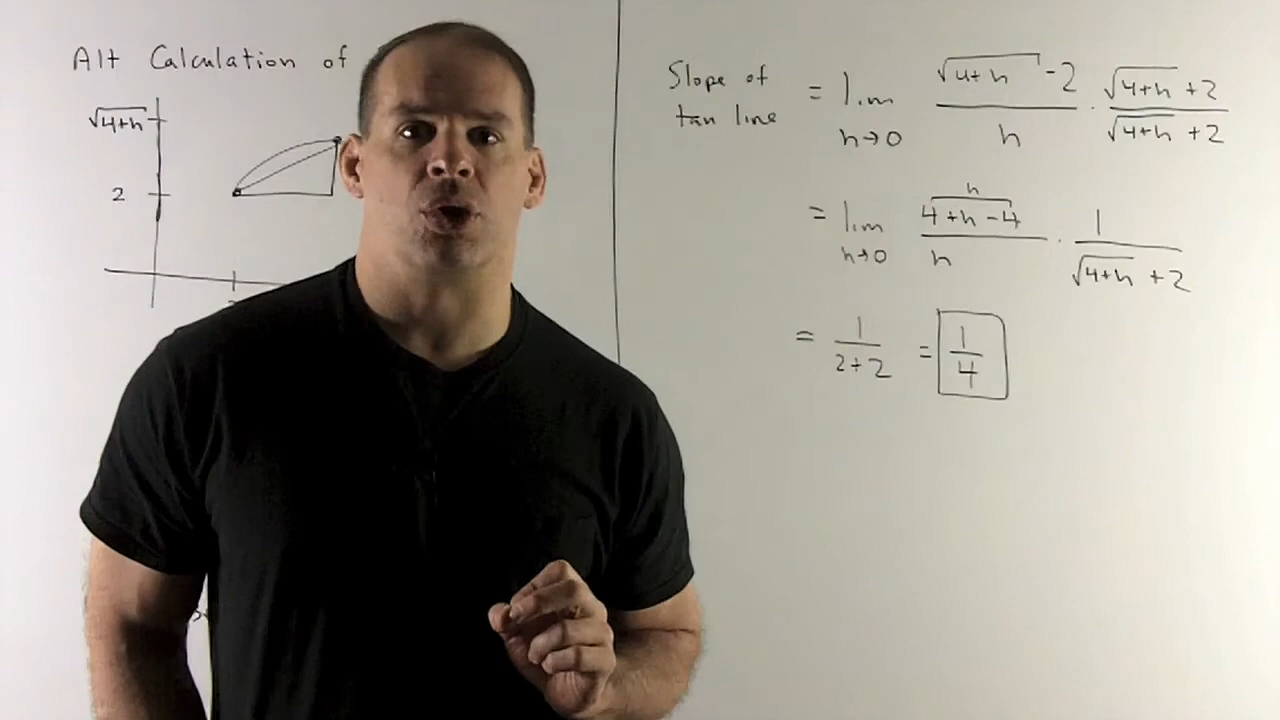 Alt Calculation of
√4+h
2
Slope of
tan line
= lim h→0 √4+h -2 / h · √4+h +2 / √4+h +2
h
= lim h→0 4+h-4 / h · 1 / √4+h +2
= 1 / 2+2 = 1 / 4